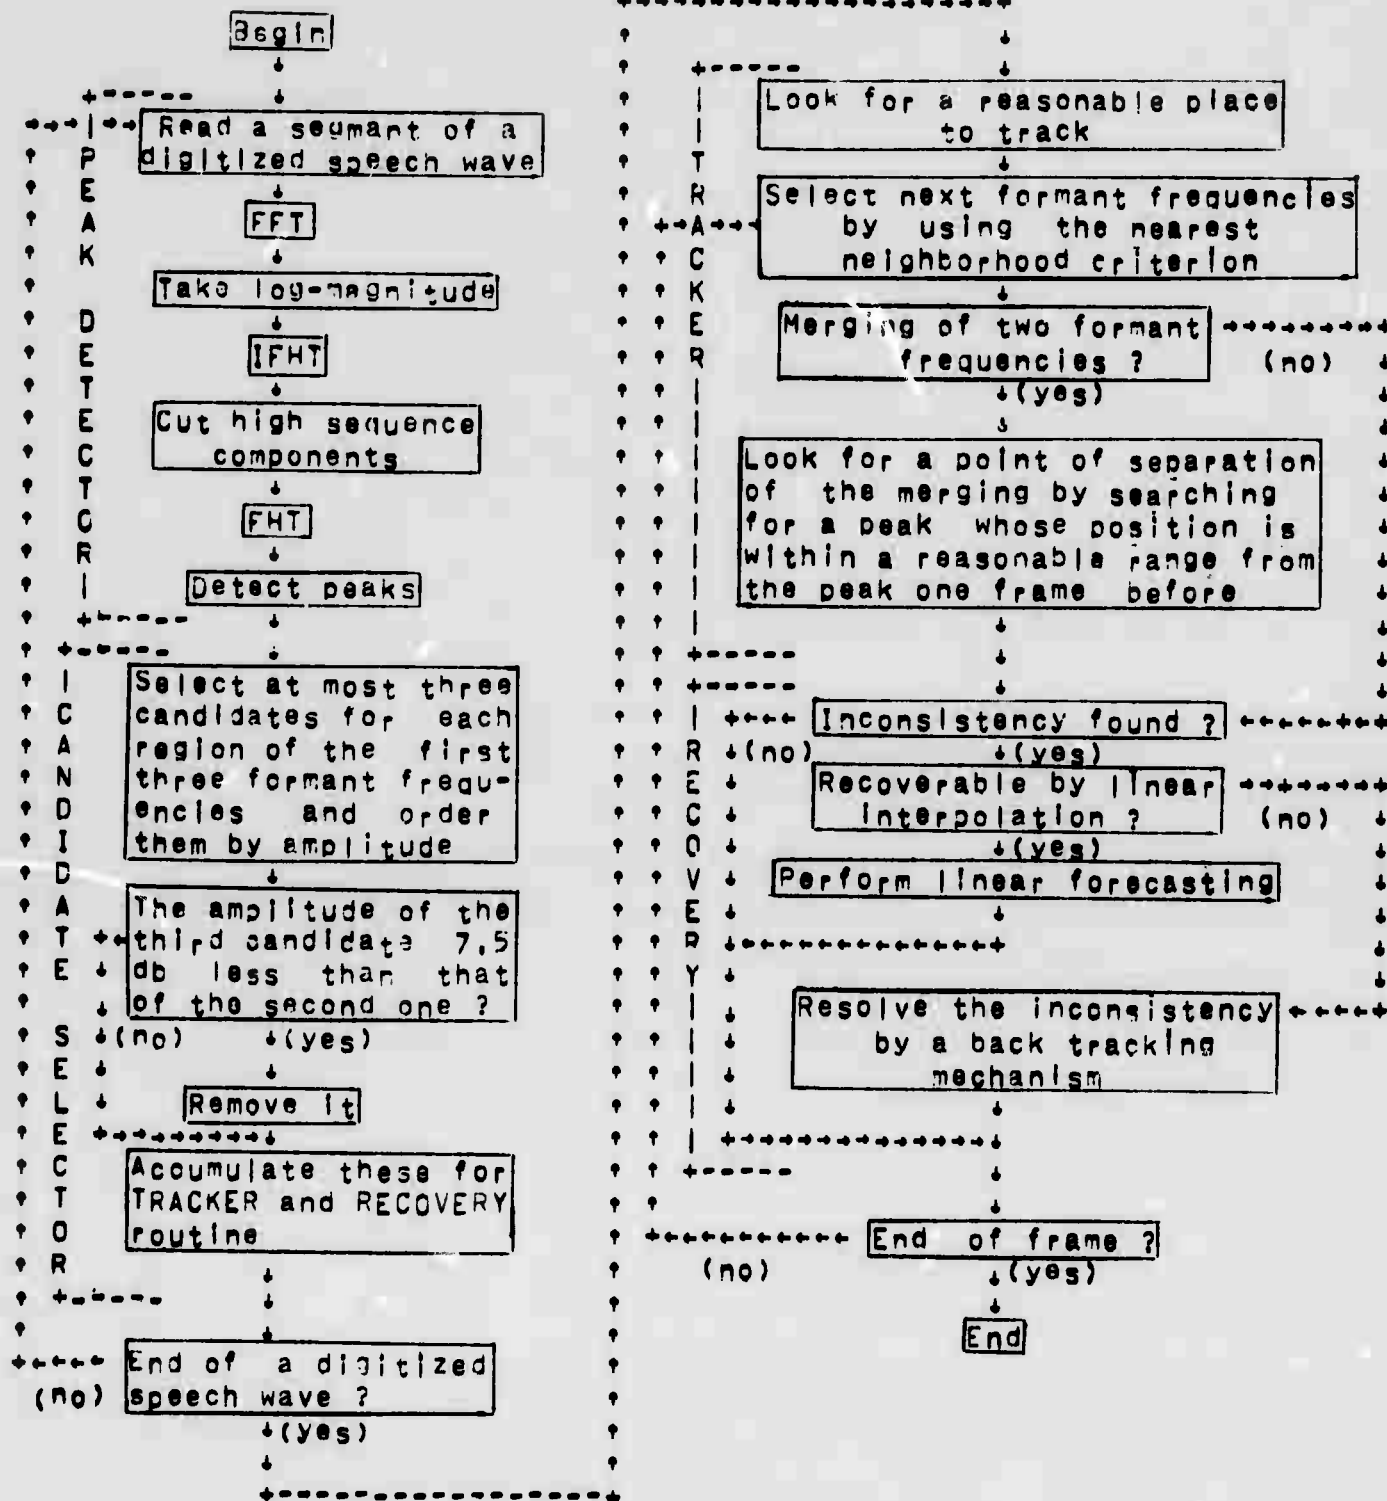 Begin
Read a segmant of a
digitized speech wave
FFT
Take log-magnitude
IFHT
Cut high sequence
components
FHT
Detect peaks
PEAK DETECTOR
Select at most three
candidates for each
region of the first
three formant frequ-
encies and order
them by amplitude
The amplitude of the
third candidate 7.5
db less than that
of the second one ?
(no) (yes)
Remove it
Accumulate these for
TRACKER and RECOVERY
routine
CANDIDATE SELECTOR
End of a digitized
speech wave ?
(no)
(yes)
Look for a reasonable place
to track
Select next formant frequencies
by using the nearest
neighborhood criterion
Merging of two formant
frequencies ?
(no)
(yes)
Look for a point of separation
of the merging by searching
for a peak whose position is
within a reasonable range from
the peak one frame before
TRACKER
Inconsistency found ?
(no) (yes)
Recoverable by linear
interpolation ?
(no)
(yes)
Perform linear forecasting
Resolve the inconsistency
by a back tracking
mechanism
RECOVERY
End of frame ?
(no) (yes)
End